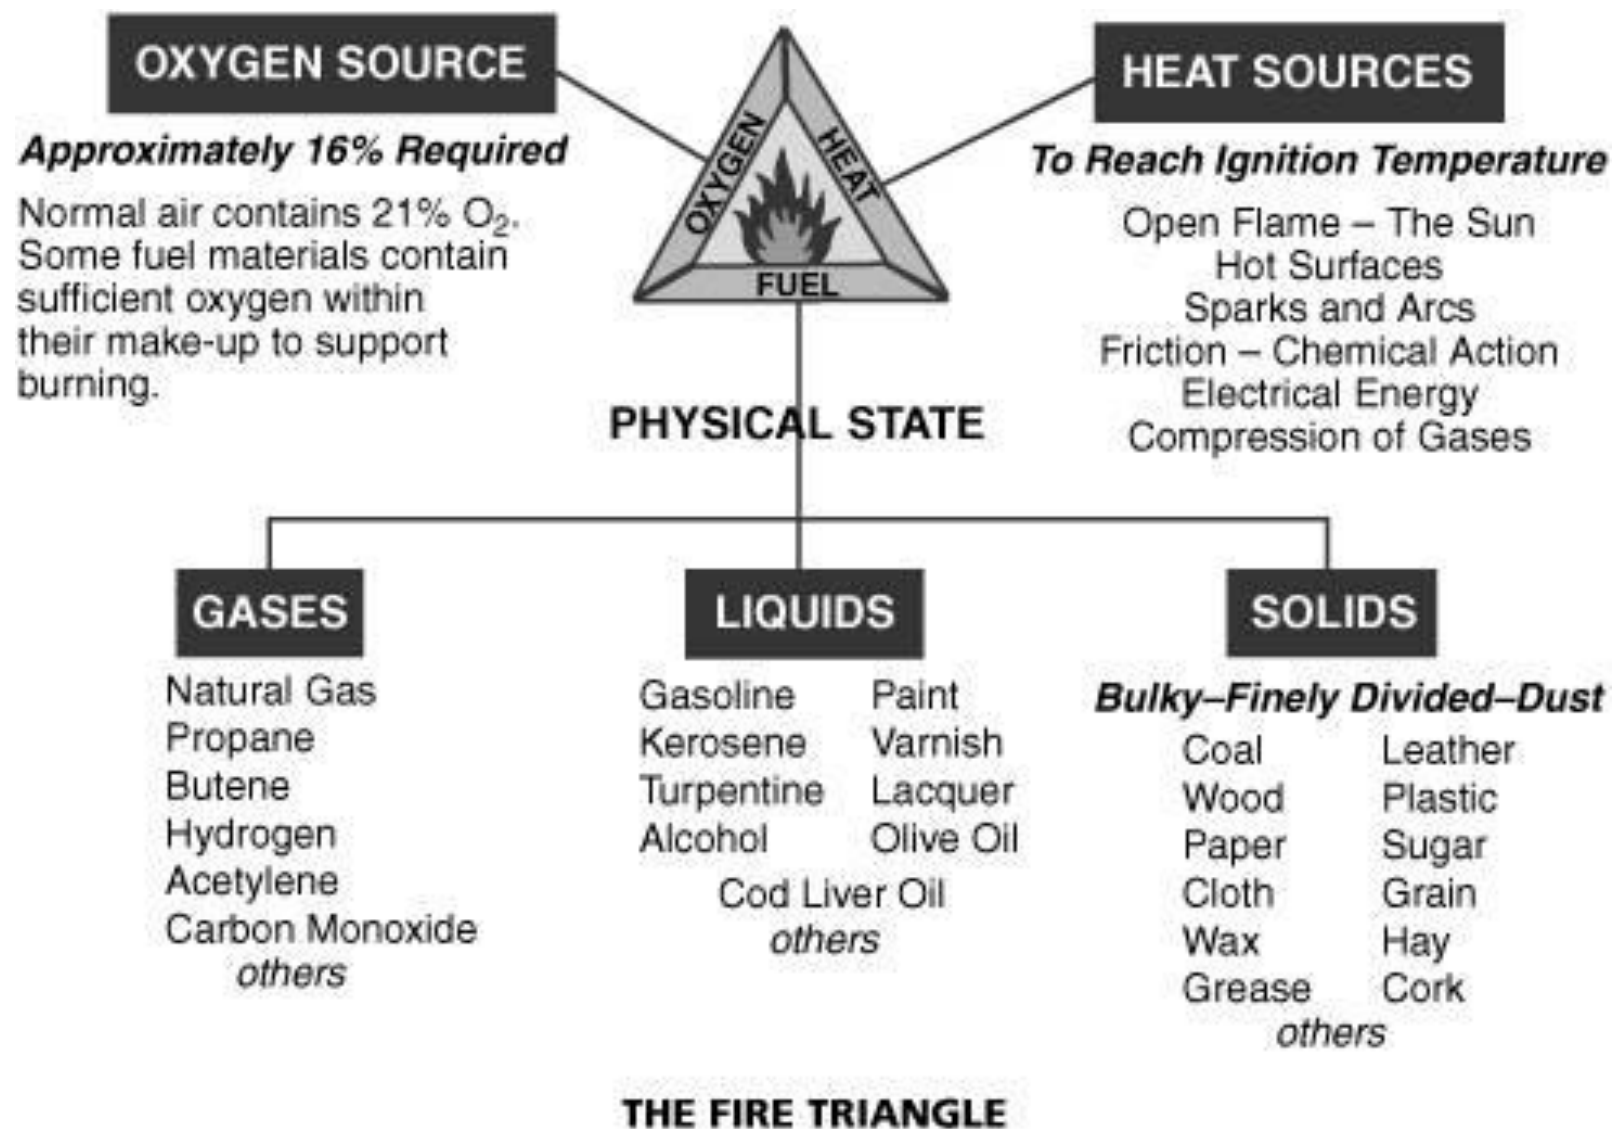 OXYGEN SOURCE
Approximately 16% Required
Normal air contains 21% O₂.
Some fuel materials contain
sufficient oxygen within
their make-up to support
burning.
OXYGEN
HEAT
FUEL
HEAT SOURCES
To Reach Ignition Temperature
Open Flame – The Sun
Hot Surfaces
Sparks and Arcs
Friction – Chemical Action
Electrical Energy
Compression of Gases
PHYSICAL STATE
GASES
Natural Gas
Propane
Butene
Hydrogen
Acetylene
Carbon Monoxide
others
LIQUIDS
Gasoline Paint
Kerosene Varnish
Turpentine Lacquer
Alcohol Olive Oil
Cod Liver Oil
others
SOLIDS
Bulky–Finely Divided–Dust
Coal Leather
Wood Plastic
Paper Sugar
Cloth Grain
Wax Hay
Grease Cork
others
THE FIRE TRIANGLE